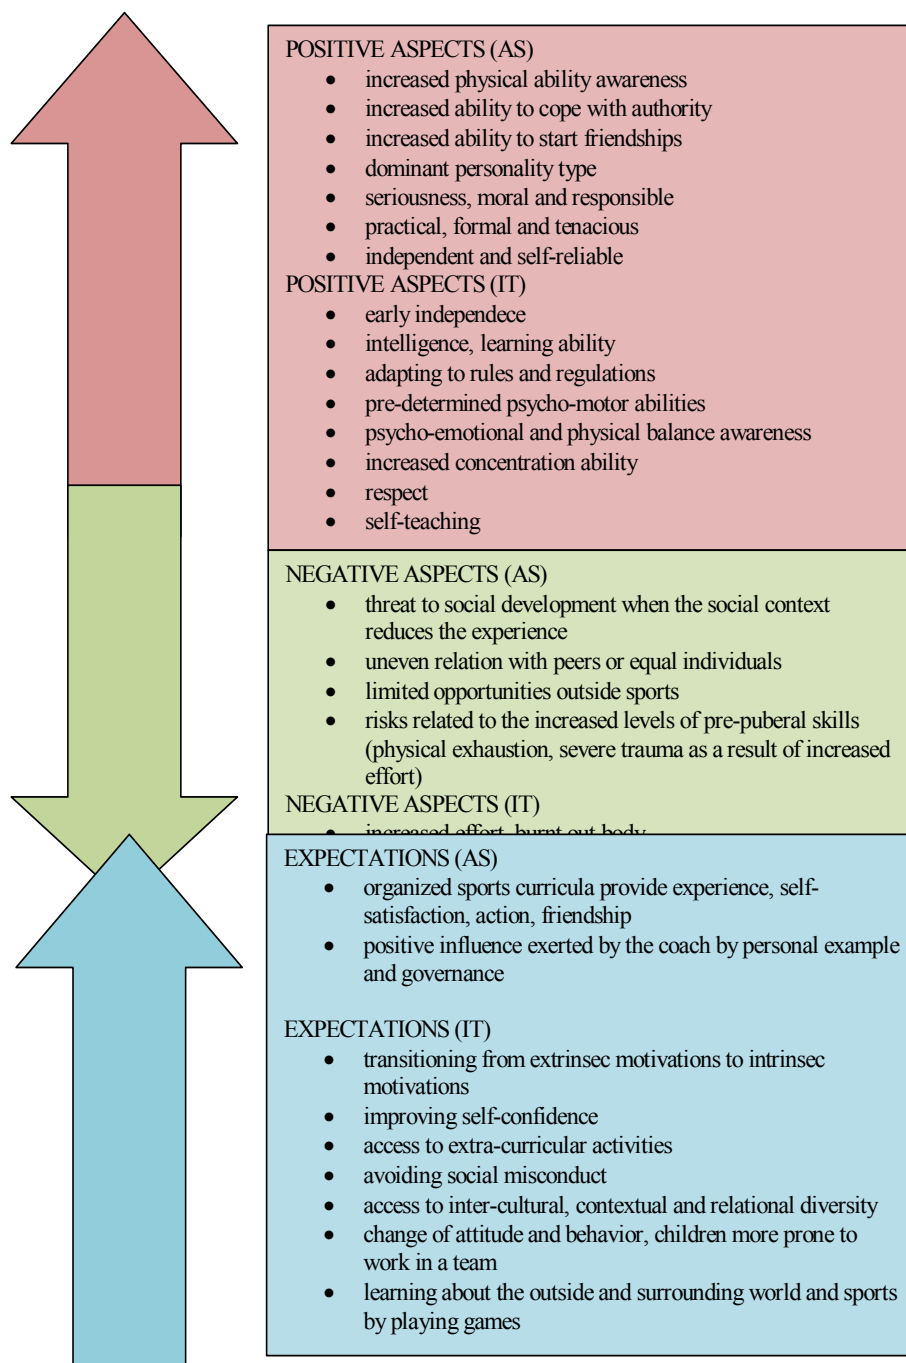 POSITIVE ASPECTS (AS)
• increased physical ability awareness
• increased ability to cope with authority
• increased ability to start friendships
• dominant personality type
• seriousness, moral and responsible
• practical, formal and tenacious
• independent and self-reliable
POSITIVE ASPECTS (IT)
• early independece
• intelligence, learning ability
• adapting to rules and regulations
• pre-determined psycho-motor abilities
• psycho-emotional and physical balance awareness
• increased concentration ability
• respect
• self-teaching
NEGATIVE ASPECTS (AS)
• threat to social development when the social context
reduces the experience
• uneven relation with peers or equal individuals
• limited opportunities outside sports
• risks related to the increased levels of pre-puberal skills
(physical exhaustion, severe trauma as a result of increased
effort)
NEGATIVE ASPECTS (IT)
• increased effort, burnt out body
EXPECTATIONS (AS)
• organized sports curricula provide experience, self-
satisfaction, action, friendship
• positive influence exerted by the coach by personal example
and governance
EXPECTATIONS (IT)
• transitioning from extrinsec motivations to intrinsec
motivations
• improving self-confidence
• access to extra-curricular activities
• avoiding social misconduct
• access to inter-cultural, contextual and relational diversity
• change of attitude and behavior, children more prone to
work in a team
• learning about the outside and surrounding world and sports
by playing games